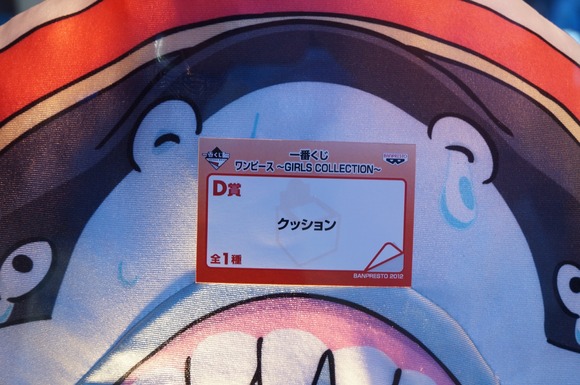 一番くじ
ワンピース ～GIRLS COLLECTION～
D賞
クッション
全1種
BANPRESTO 2012